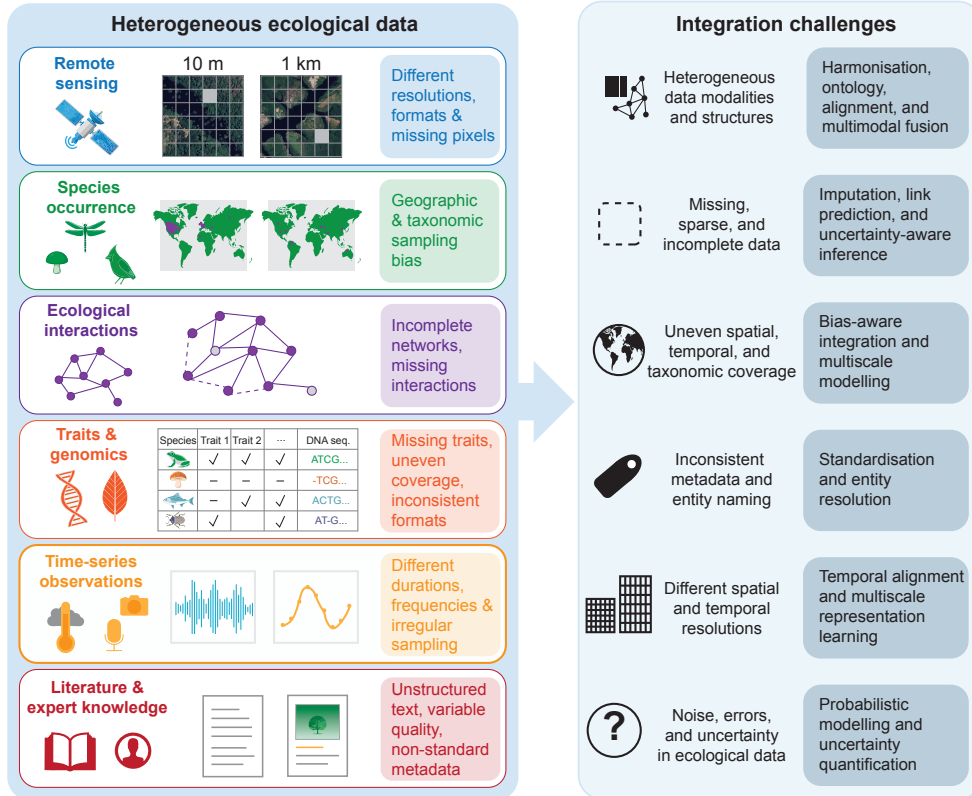 Heterogeneous ecological data
Remote
sensing
10 m
1 km
Different
resolutions,
formats &
missing pixels
Species
occurrence
Geographic
& taxonomic
sampling
bias
Ecological
interactions
Incomplete
networks,
missing
interactions
Traits &
genomics
Species Trait 1 Trait 2 ... DNA seq.
✓ ✓ ✓ ATCG...
– – – -TCG...
– ✓ ✓ ACTG...
✓ ✓ AT-G...
Missing traits,
uneven
coverage,
inconsistent
formats
Time-series
observations
Different
durations,
frequencies &
irregular
sampling
Literature &
expert knowledge
Unstructured
text, variable
quality,
non-standard
metadata
Integration challenges
Heterogeneous
data modalities
and structures
Harmonisation,
ontology,
alignment, and
multimodal fusion
Missing,
sparse, and
incomplete data
Imputation, link
prediction, and
uncertainty-aware
inference
Uneven spatial,
temporal, and
taxonomic coverage
Bias-aware
integration and
multiscale
modelling
Inconsistent
metadata and
entity naming
Standardisation
and entity
resolution
Different spatial
and temporal
resolutions
Temporal alignment
and multiscale
representation
learning
?
Noise, errors,
and uncertainty
in ecological data
Probabilistic
modelling and
uncertainty
quantification